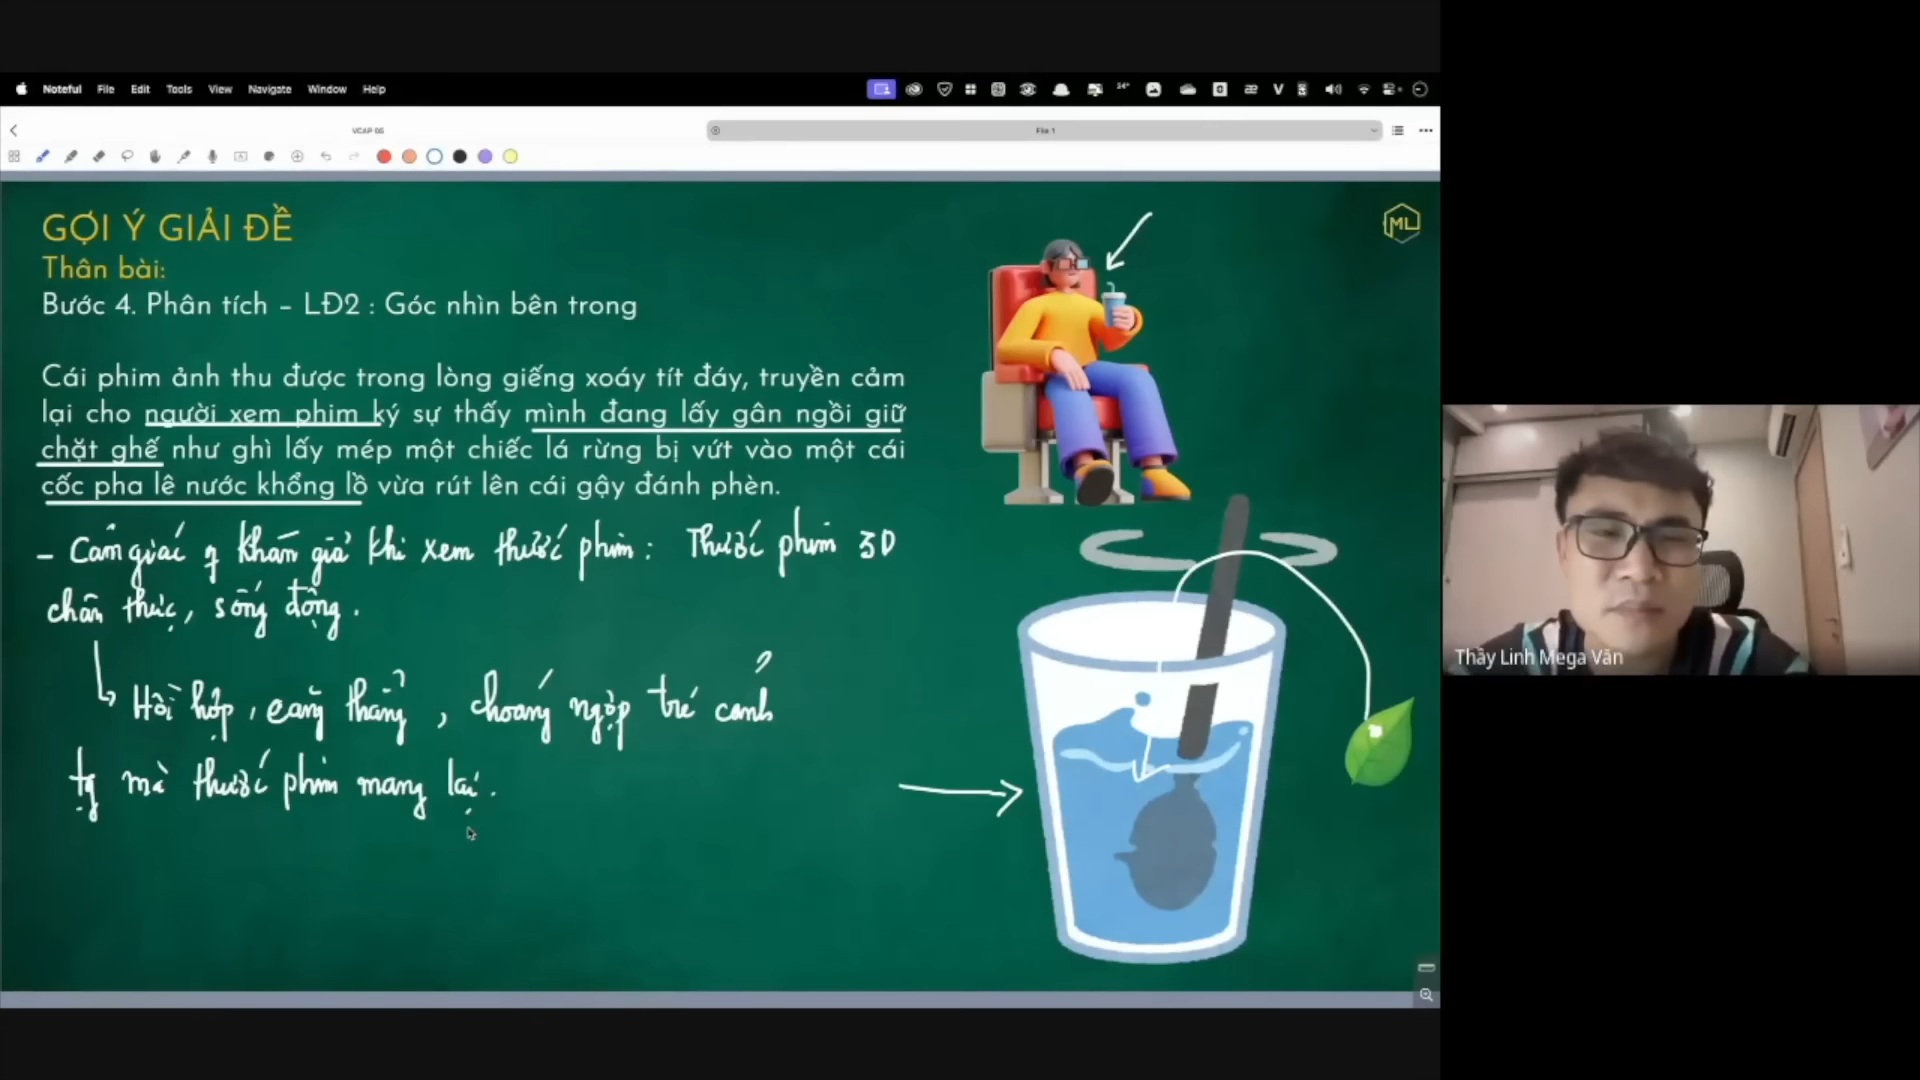 Noteful File Edit Tools View Navigate Window Help
24°
V
VCAP 05
File 1
GỢI Ý GIẢI ĐỀ
ML
Thân bài:
Bước 4. Phân tích – LĐ2 : Góc nhìn bên trong
Cái phim ảnh thu được trong lòng giếng xoáy tít đáy, truyền cảm
lại cho người xem phim ký sự thấy mình đang lấy gân ngồi giữ
chặt ghế như ghì lấy mép một chiếc lá rừng bị vứt vào một cái
cốc pha lê nước khổng lồ vừa rút lên cái gậy đánh phèn.
– Cảm giác khán giả khi xem thước phim: Thước phim 3D
chân thực, sống động.
Hồi hộp, căng thẳng, choáng ngợp cảnh
mà thước phim mang lại.
Thầy Linh Mega Văn